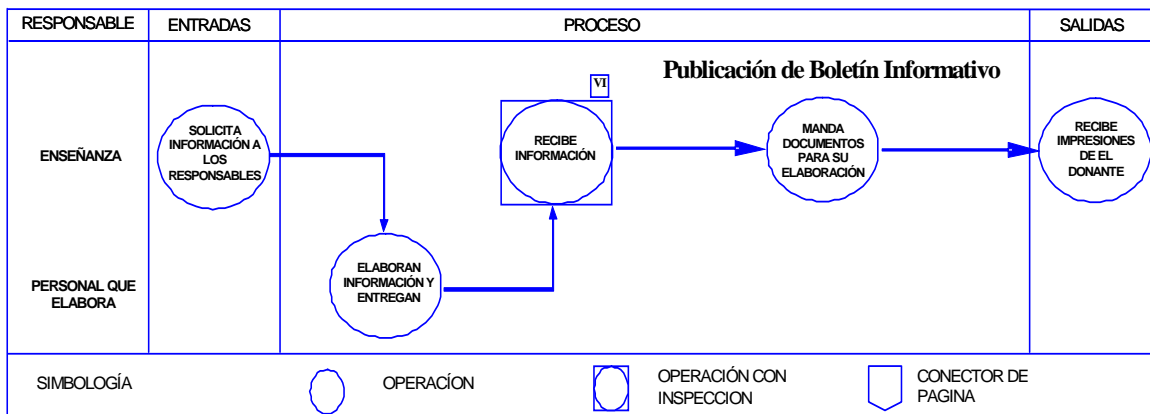 RESPONSABLE
ENTRADAS
PROCESO
SALIDAS
Publicación de Boletín Informativo
VI
ENSEÑANZA
SOLICITA
INFORMACIÓN A
LOS
RESPONSABLES
RECIBE
INFORMACIÓN
MANDA
DOCUMENTOS
PARA SU
ELABORACIÓN
RECIBE
IMPRESIONES
DE EL
DONANTE
PERSONAL QUE
ELABORA
ELABORAN
INFORMACIÓN Y
ENTREGAN
SIMBOLOGÍA
OPERACÍON
OPERACIÓN CON
INSPECCION
CONECTOR DE
PAGINA